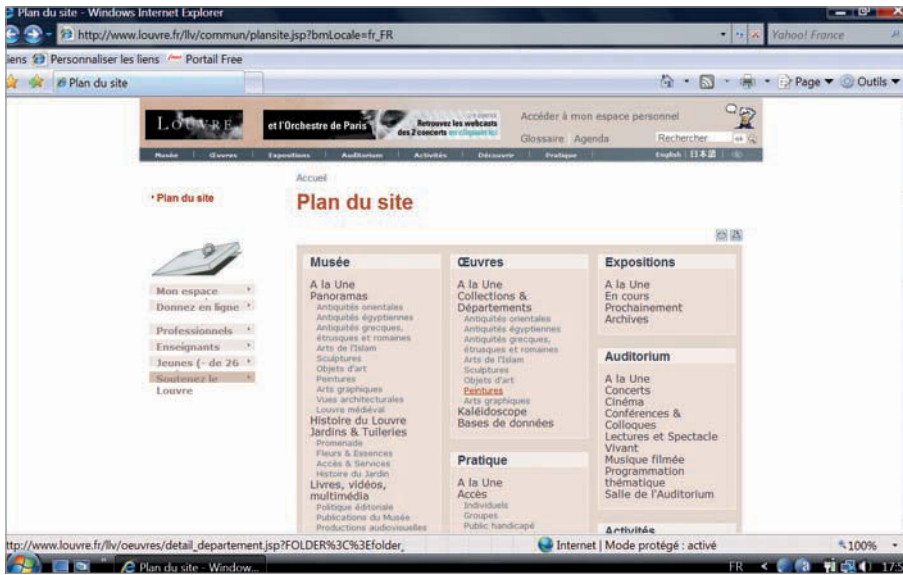 Plan du site - Windows Internet Explorer
http://www.louvre.fr/llv/commun/plansite.jsp?bmLocale=fr_FR
Yahoo! France
iens Personnaliser les liens Portail Free
Plan du site
Page Outils
LOUVRE
et l'Orchestre de Paris
Retrouvez les webcasts
des 2 concerts en cliquant ici
Accéder à mon espace personnel
Glossaire Agenda Rechercher ok
Musée Œuvres Expositions Auditorium Activités Découvrir Pratique English 日本語
Accueil
Plan du site
Plan du site
Mon espace
Donnez en ligne
Professionnels
Enseignants
Jeunes (- de 26
Soutenez le
Louvre
Musée
A la Une
Panoramas
Antiquités orientales
Antiquités égyptiennes
Antiquités grecques,
étrusques et romaines
Arts de l'Islam
Sculptures
Objets d'art
Peintures
Arts graphiques
Vues architecturales
Louvre médiéval
Histoire du Louvre
Jardins & Tuileries
Promenade
Fleurs & Essences
Accès & Services
Histoire du Jardin
Livres, vidéos,
multimédia
Politique éditoriale
Publications du Musée
Productions audiovisuelles
Œuvres
A la Une
Collections &
Départements
Antiquités orientales
Antiquités égyptiennes
Antiquités grecques,
étrusques et romaines
Arts de l'Islam
Sculptures
Objets d'art
Peintures
Arts graphiques
Kaléidoscope
Bases de données
Pratique
A la Une
Accès
Individuels
Groupes
Public handicapé
Expositions
A la Une
En cours
Prochainement
Archives
Auditorium
A la Une
Concerts
Cinéma
Conférences &
Colloques
Lectures et Spectacle
Vivant
Musique filmée
Programmation
thématique
Salle de l'Auditorium
Activités
ttp://www.louvre.fr/llv/oeuvres/detail_departement.jsp?FOLDER%3C%3Efolder_
Internet | Mode protégé : activé
100%
Plan du site - Window...
FR
17:5